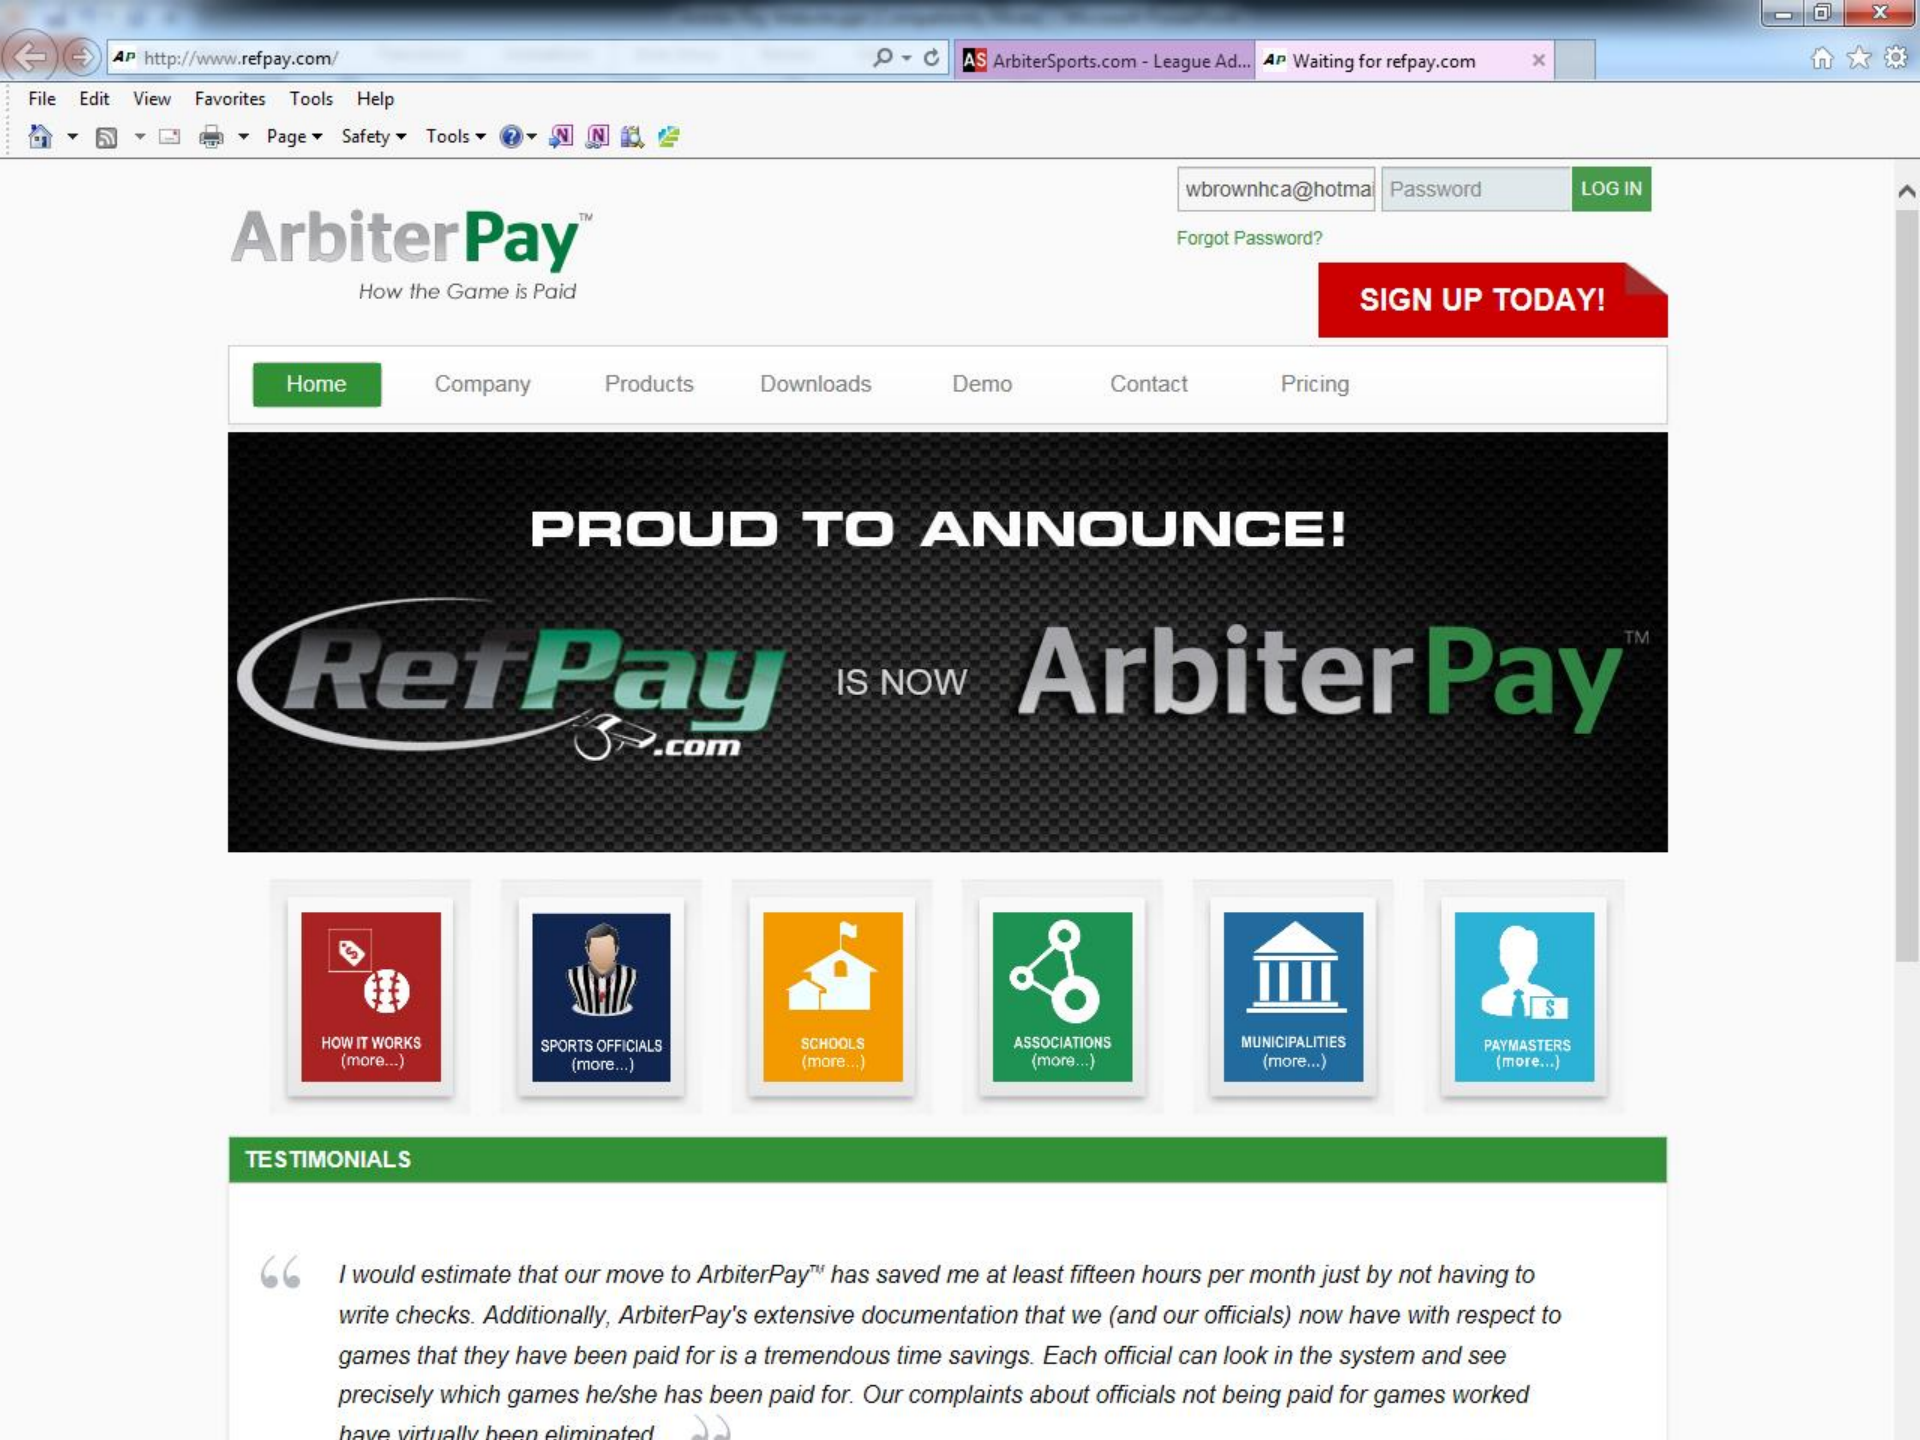 AP http://www.refpay.com/
AS ArbiterSports.com - League Ad...
AP Waiting for refpay.com
File Edit View Favorites Tools Help
Page Safety Tools
wbrownhca@hotmai Password LOG IN
Forgot Password?
ArbiterPay™
How the Game is Paid
SIGN UP TODAY!
Home Company Products Downloads Demo Contact Pricing
PROUD TO ANNOUNCE!
RefPay.com IS NOW ArbiterPay™
HOW IT WORKS
(more...)
SPORTS OFFICIALS
(more...)
SCHOOLS
(more...)
ASSOCIATIONS
(more...)
MUNICIPALITIES
(more...)
PAYMASTERS
(more...)
TESTIMONIALS
“ I would estimate that our move to ArbiterPay™ has saved me at least fifteen hours per month just by not having to
write checks. Additionally, ArbiterPay's extensive documentation that we (and our officials) now have with respect to
games that they have been paid for is a tremendous time savings. Each official can look in the system and see
precisely which games he/she has been paid for. Our complaints about officials not being paid for games worked
have virtually been eliminated. ”